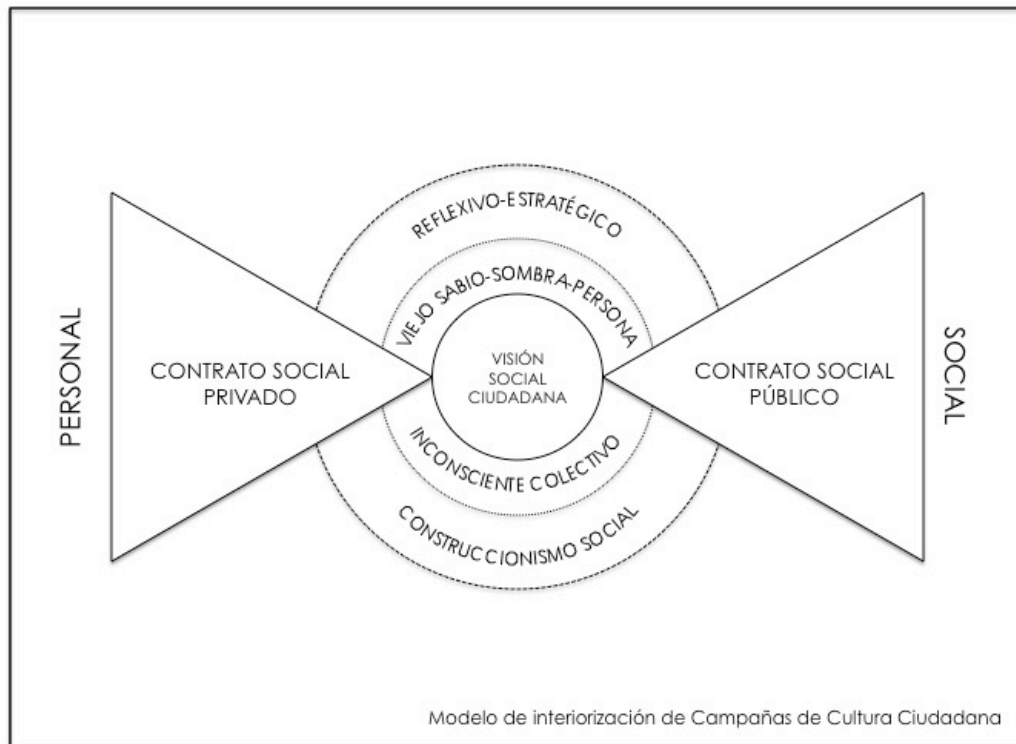 REFLEXIVO-ESTRATÉGICO
VIEJO SABIO-SOMBRA-PERSONA
PERSONAL
CONTRATO SOCIAL
PRIVADO
VISIÓN
SOCIAL
CIUDADANA
CONTRATO SOCIAL
PÚBLICO
SOCIAL
INCONSCIENTE COLECTIVO
CONSTRUCCIONISMO SOCIAL
Modelo de interiorización de Campañas de Cultura Ciudadana